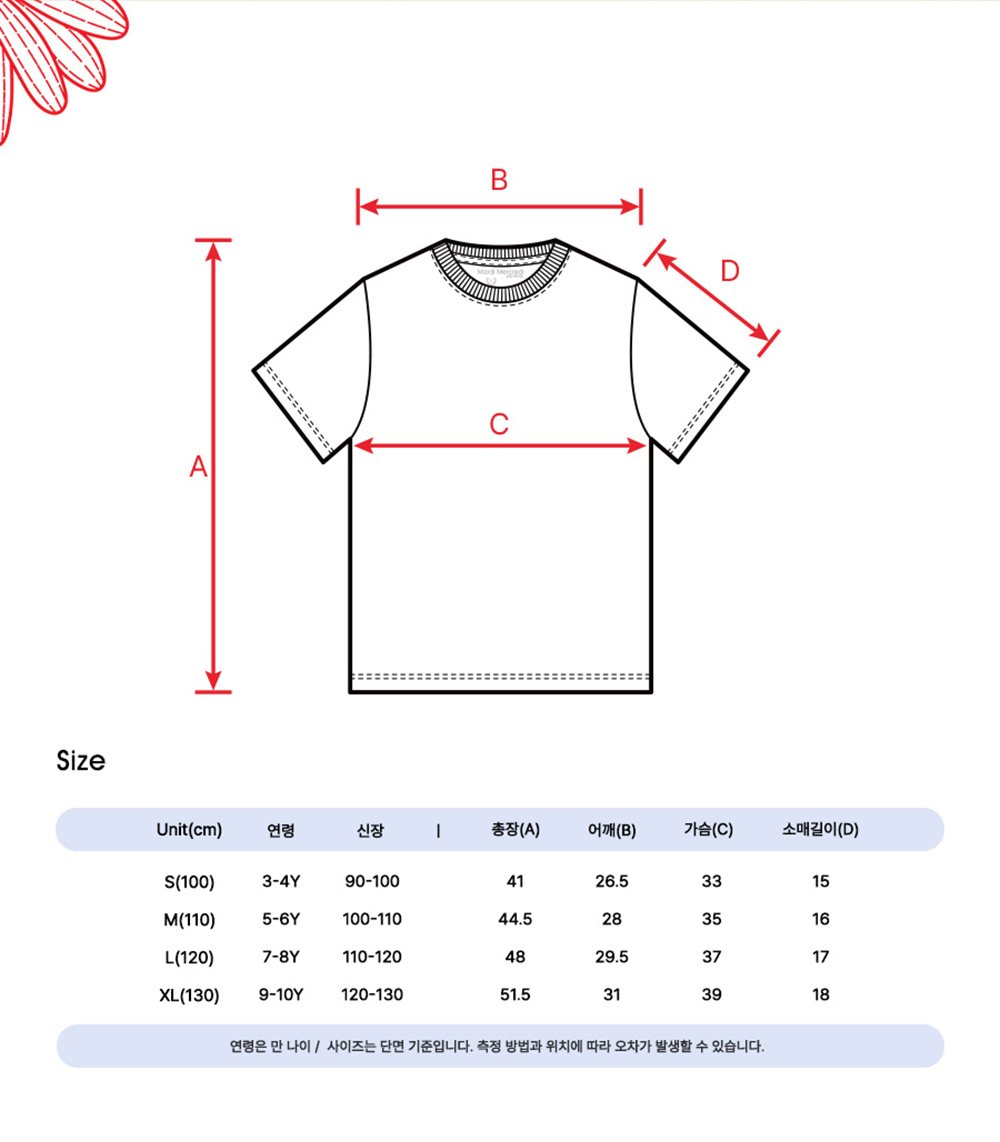 B
D
Mardi Mercredi
C
A
Size
Unit(cm) 연령 신장 | 총장(A) 어깨(B) 가슴(C) 소매길이(D)
S(100) 3-4Y 90-100 41 26.5 33 15
M(110) 5-6Y 100-110 44.5 28 35 16
L(120) 7-8Y 110-120 48 29.5 37 17
XL(130) 9-10Y 120-130 51.5 31 39 18
연령은 만 나이 / 사이즈는 단면 기준입니다. 측정 방법과 위치에 따라 오차가 발생할 수 있습니다.